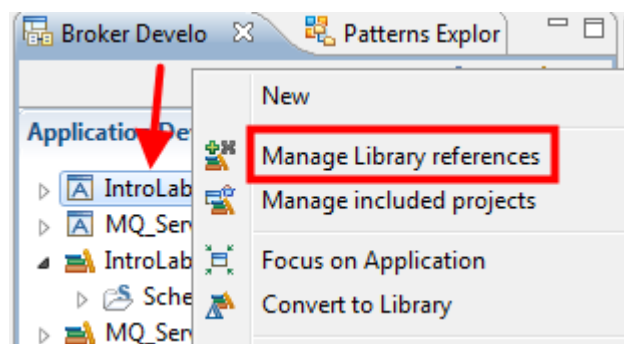 Broker Develo
Patterns Explor
New
Application De
Manage Library references
IntroLab
Manage included projects
MQ_Serv
IntroLab
Focus on Application
Sche
Convert to Library
MQ_Serv